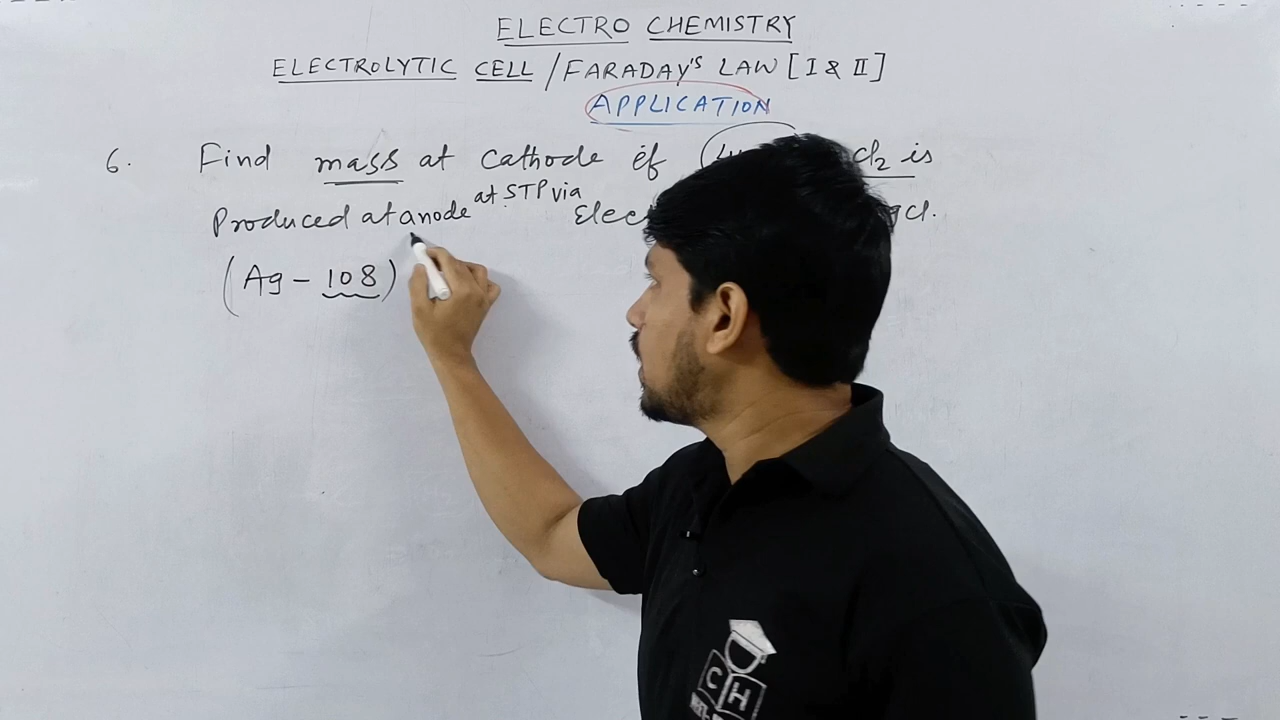 ELECTRO CHEMISTRY
ELECTROLYTIC CELL / FARADAY'S LAW [I & II]
APPLICATION
6. Find mass at cathode if Cl2 is
Produced at anode at STP via
(Ag - 108)
CH